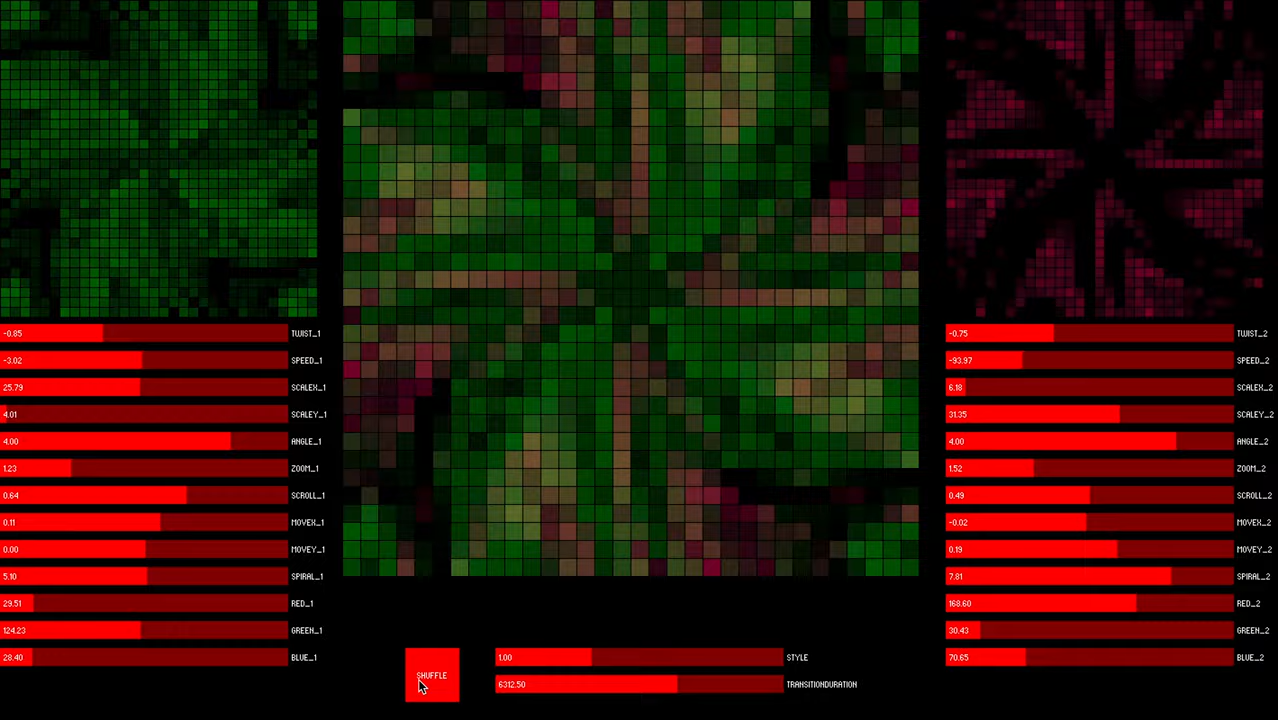 -0.85 TWIST_1
-3.02 SPEED_1
25.79 SCALEX_1
4.01 SCALEY_1
4.00 ANGLE_1
1.23 ZOOM_1
0.64 SCROLL_1
0.11 MOVEX_1
0.00 MOVEY_1
5.10 SPIRAL_1
29.51 RED_1
124.23 GREEN_1
28.40 BLUE_1
SHUFFLE
1.00 STYLE
6312.50 TRANSITIONDURATION
-0.75 TWIST_2
-93.97 SPEED_2
6.18 SCALEX_2
31.35 SCALEY_2
4.00 ANGLE_2
1.52 ZOOM_2
0.49 SCROLL_2
-0.02 MOVEX_2
0.19 MOVEY_2
7.81 SPIRAL_2
168.60 RED_2
30.43 GREEN_2
70.65 BLUE_2